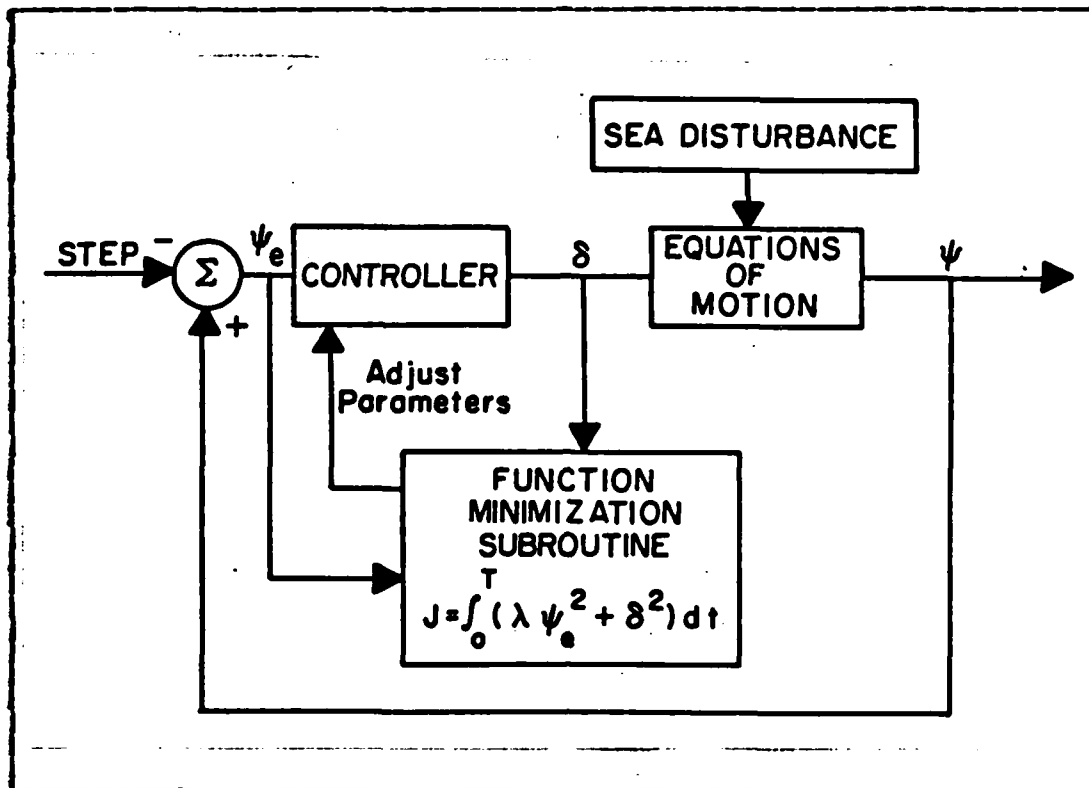 SEA DISTURBANCE
STEP
-
Σ
+
ψe
CONTROLLER
δ
EQUATIONS
OF
MOTION
ψ
Adjust
Parameters
FUNCTION
MINIMIZATION
SUBROUTINE
J=∫₀ᵀ(λ ψe² + δ²) dt